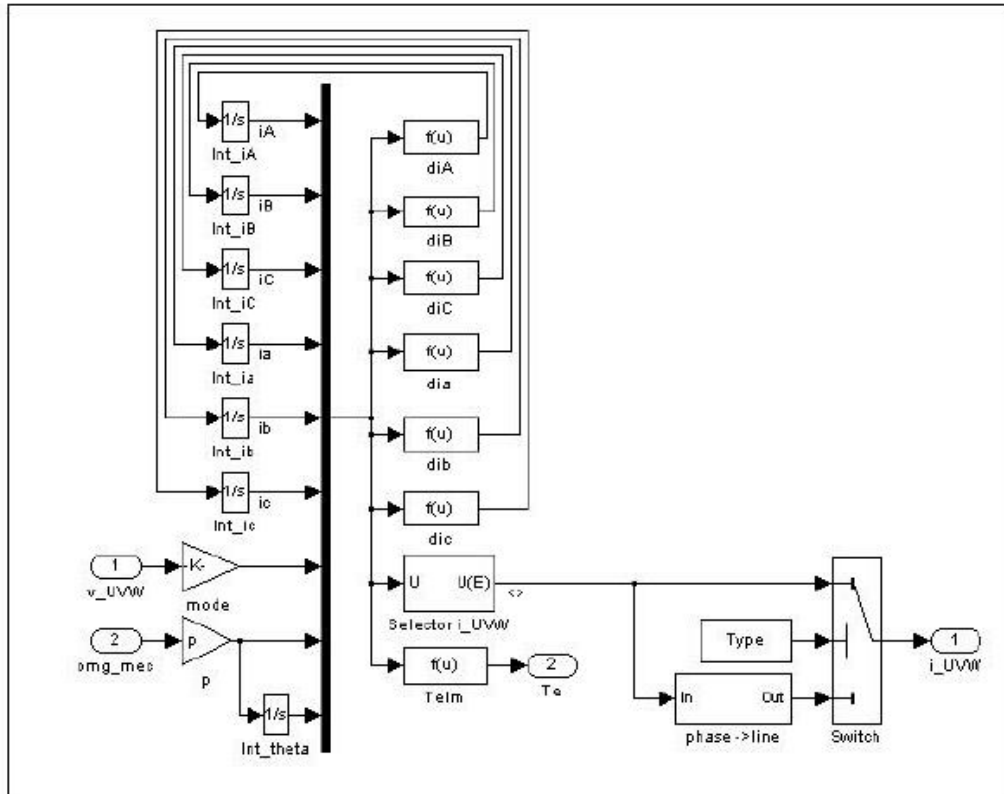 1/s
iA
Int_iA
1/s
iB
Int_iB
1/s
iC
Int_iC
1/s
ia
Int_ia
1/s
ib
Int_ib
1/s
ic
Int_ic
1
v_UVW
K-
mode
2
omg_mec
p
p
1/s
Int_theta
f(u)
diA
f(u)
diB
f(u)
diC
f(u)
dia
f(u)
dib
f(u)
dic
U U(E)
<>
Selector i_UVW
f(u)
Telm
2
Te
Type
In Out
phase->line
Switch
1
i_UVW